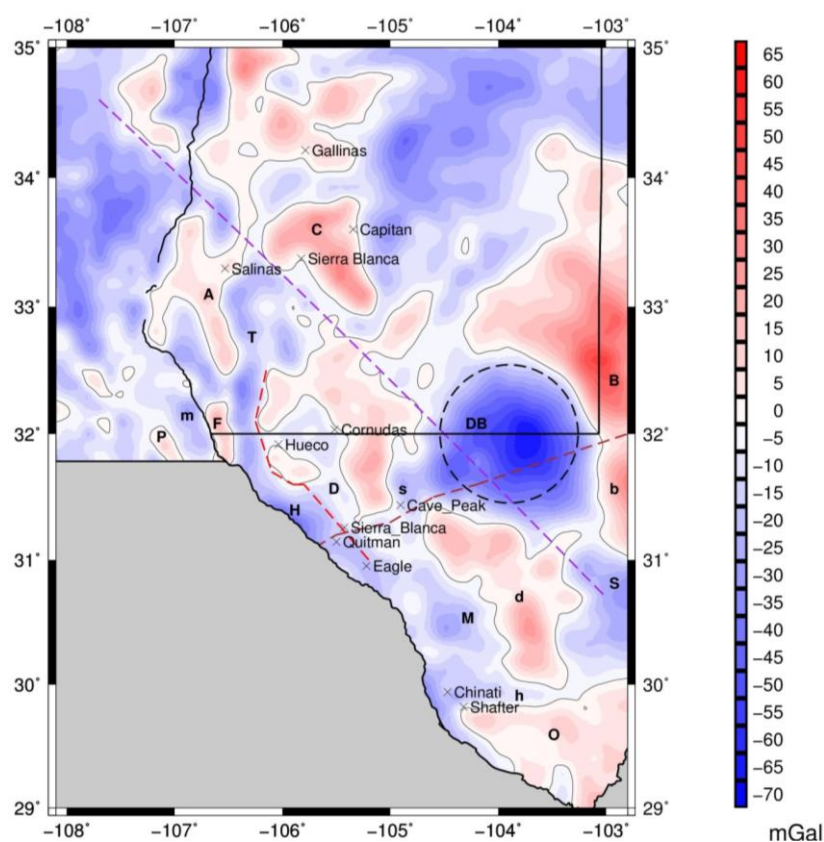 −108° −107° −106° −105° −104° −103°
35° 35°
34° 34°
33° 33°
32° 32°
31° 31°
30° 30°
29° 29°
−108° −107° −106° −105° −104° −103°
Gallinas
C
Capitan
Sierra Blanca
Salinas
A
T
B
m
F
DB
Cornudas
P
Hueco
D
s
b
Cave_Peak
H
Sierra_Blanca
Quitman
Eagle
S
d
M
Chinati
h
Shafter
O
65
60
55
50
45
40
35
30
25
20
15
10
5
0
−5
−10
−15
−20
−25
−30
−35
−40
−45
−50
−55
−60
−65
−70
mGal